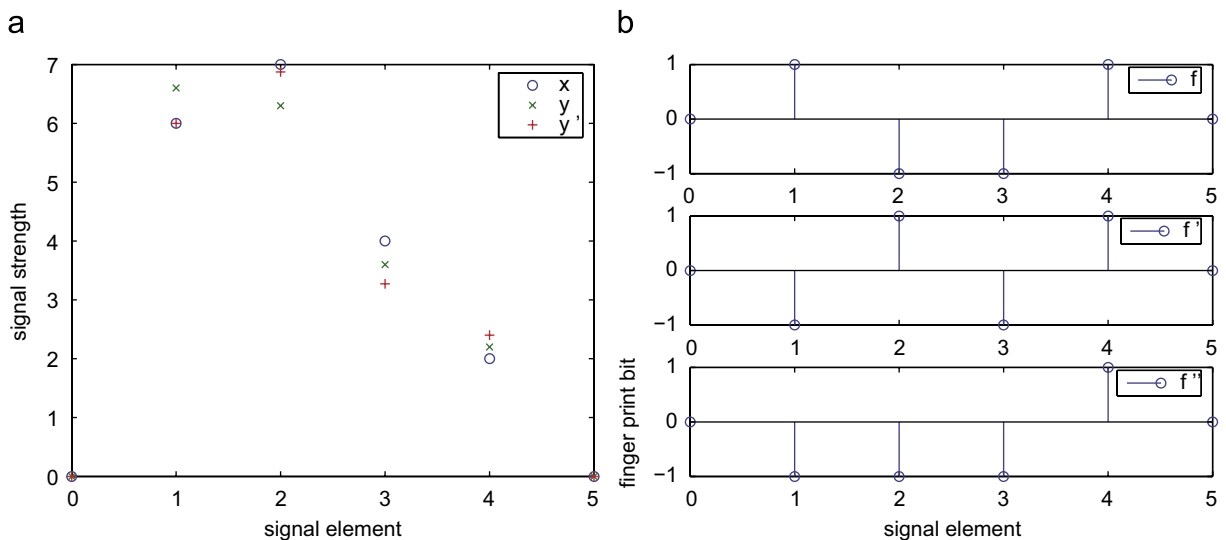 a
7
6
5
4
3
2
1
0
0 1 2 3 4 5
signal strength
signal element
x
y
y '
b
1
0
−1
0 1 2 3 4 5
f
1
0
−1
0 1 2 3 4 5
f '
1
0
−1
0 1 2 3 4 5
f ''
finger print bit
signal element